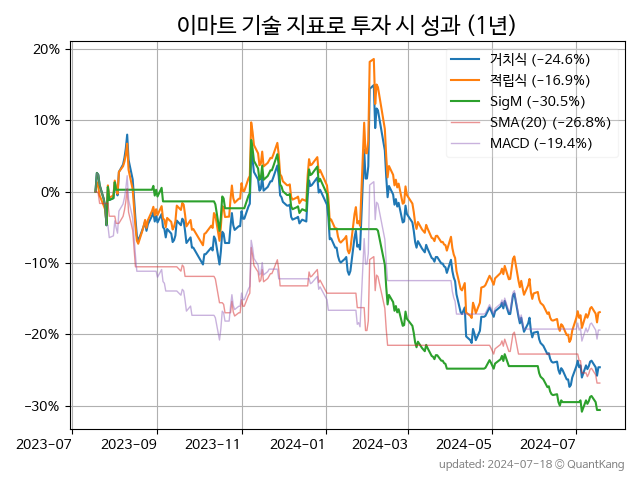 이마트 기술 지표로 투자 시 성과 (1년)
거치식 (−24.6%)
적립식 (−16.9%)
SigM (−30.5%)
SMA(20) (−26.8%)
MACD (−19.4%)
20%
10%
0%
−10%
−20%
−30%
2023-07 2023-09 2023-11 2024-01 2024-03 2024-05 2024-07
updated: 2024-07-18 © QuantKang